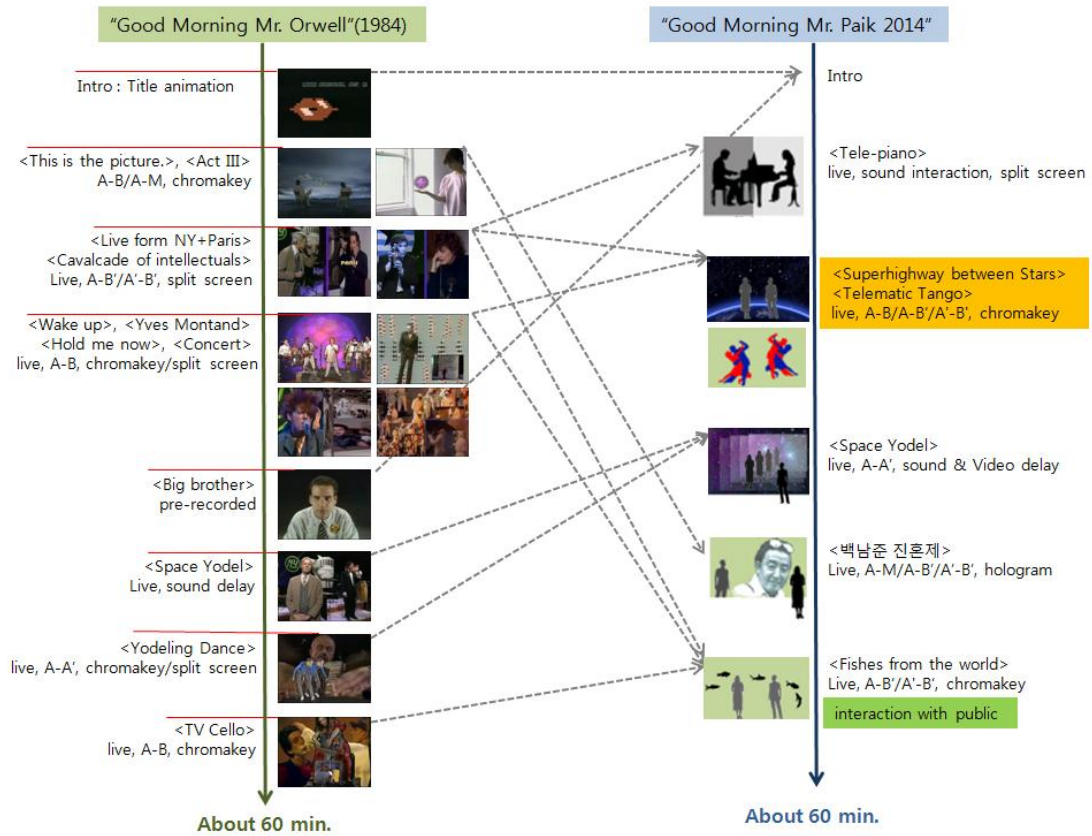 “Good Morning Mr. Orwell”(1984)
Intro : Title animation
<This is the picture.>, <Act III>
A-B/A-M, chromakey
<Live form NY+Paris>
<Cavalcade of intellectuals>
Live, A-B’/A’-B’, split screen
<Wake up>, <Yves Montand>
<Hold me now>, <Concert>
live, A-B, chromakey/split screen
<Big brother>
pre-recorded
<Space Yodel>
Live, sound delay
<Yodeling Dance>
live, A-A’, chromakey/split screen
<TV Cello>
live, A-B, chromakey
About 60 min.
“Good Morning Mr. Paik 2014”
Intro
<Tele-piano>
live, sound interaction, split screen
<Superhighway between Stars>
<Telematic Tango>
live, A-B/A-B’/A’-B’, chromakey
<Space Yodel>
live, A-A’, sound & Video delay
<백남준 진혼제>
Live, A-M/A-B’/A’-B’, hologram
<Fishes from the world>
Live, A-B’/A’-B’, chromakey
interaction with public
About 60 min.